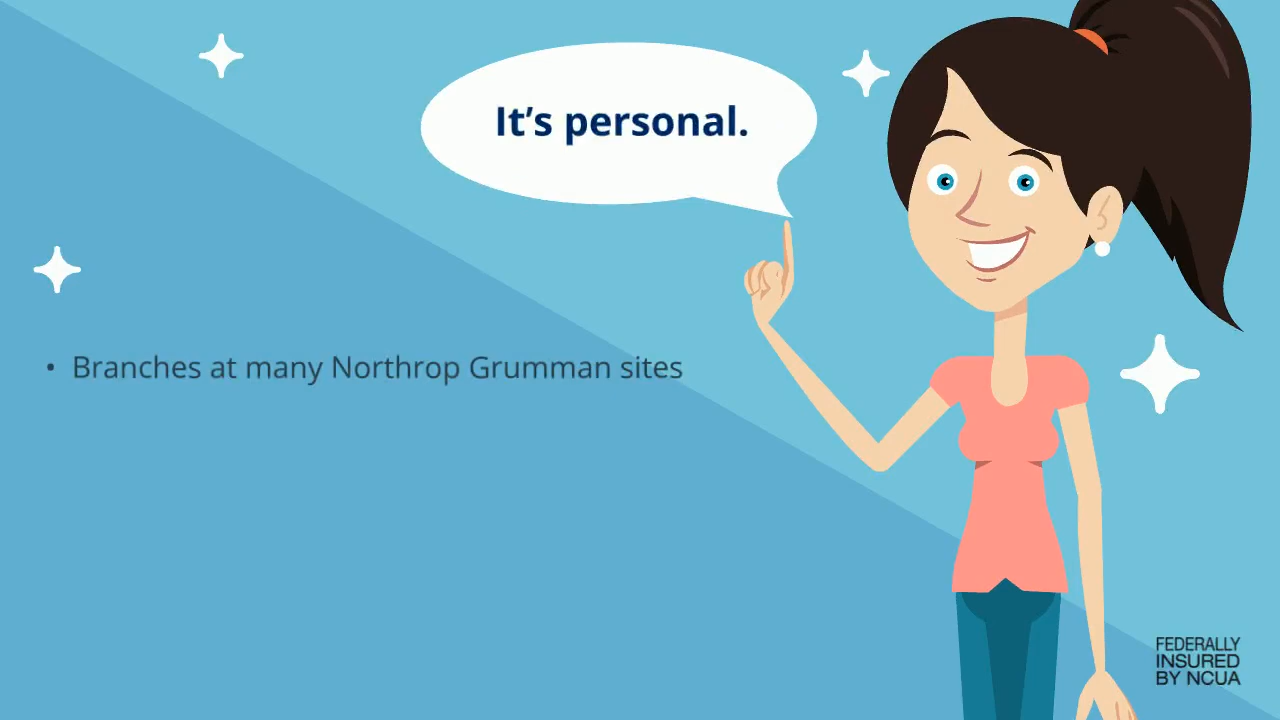 It's personal.
• Branches at many Northrop Grumman sites
FEDERALLY
INSURED
BY NCUA